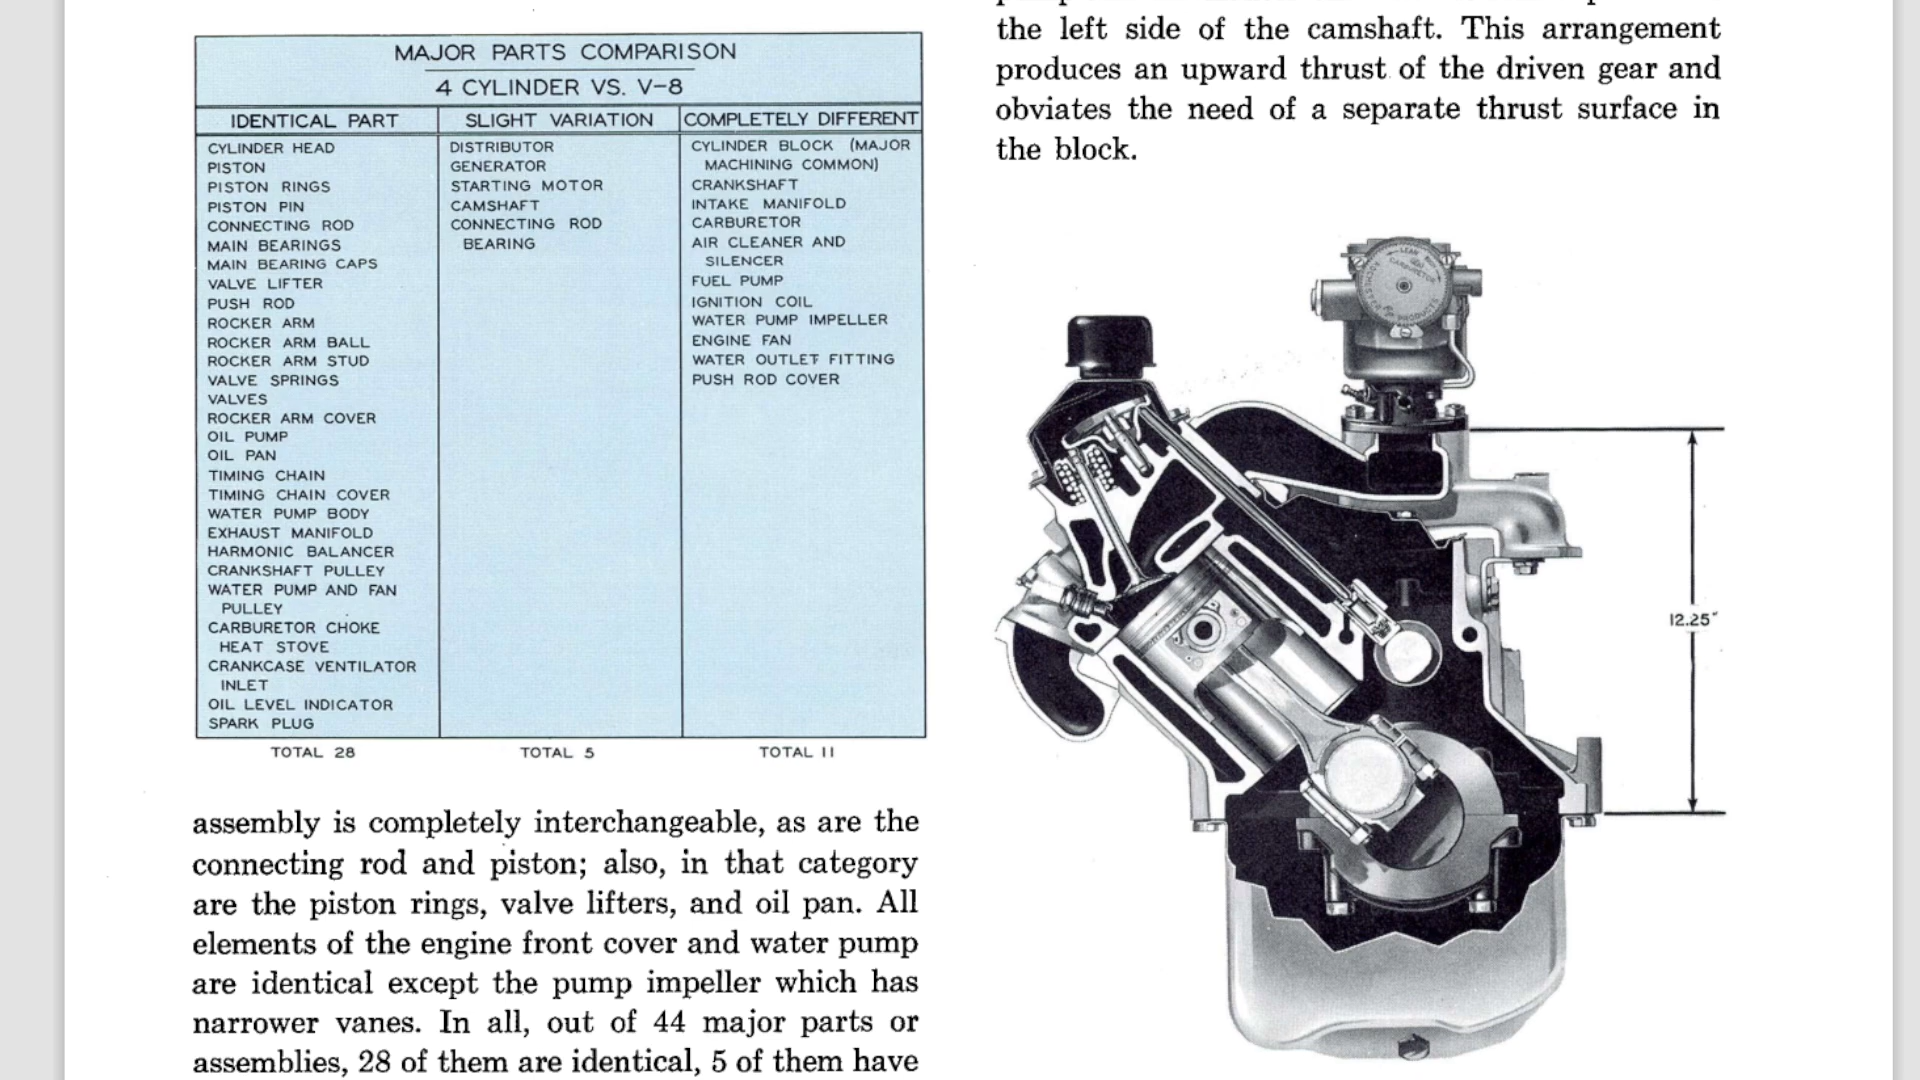 MAJOR PARTS COMPARISON
4 CYLINDER VS. V-8
IDENTICAL PART
CYLINDER HEAD
PISTON
PISTON RINGS
PISTON PIN
CONNECTING ROD
MAIN BEARINGS
MAIN BEARING CAPS
VALVE LIFTER
PUSH ROD
ROCKER ARM
ROCKER ARM BALL
ROCKER ARM STUD
VALVE SPRINGS
VALVES
ROCKER ARM COVER
OIL PUMP
OIL PAN
TIMING CHAIN
TIMING CHAIN COVER
WATER PUMP BODY
EXHAUST MANIFOLD
HARMONIC BALANCER
CRANKSHAFT PULLEY
WATER PUMP AND FAN
PULLEY
CARBURETOR CHOKE
HEAT STOVE
CRANKCASE VENTILATOR
INLET
OIL LEVEL INDICATOR
SPARK PLUG
TOTAL 28
SLIGHT VARIATION
DISTRIBUTOR
GENERATOR
STARTING MOTOR
CAMSHAFT
CONNECTING ROD
BEARING
TOTAL 5
COMPLETELY DIFFERENT
CYLINDER BLOCK (MAJOR
MACHINING COMMON)
CRANKSHAFT
INTAKE MANIFOLD
CARBURETOR
AIR CLEANER AND
SILENCER
FUEL PUMP
IGNITION COIL
WATER PUMP IMPELLER
ENGINE FAN
WATER OUTLET FITTING
PUSH ROD COVER
TOTAL 11
assembly is completely interchangeable, as are the
connecting rod and piston; also, in that category
are the piston rings, valve lifters, and oil pan. All
elements of the engine front cover and water pump
are identical except the pump impeller which has
narrower vanes. In all, out of 44 major parts or
assemblies, 28 of them are identical, 5 of them have
the left side of the camshaft. This arrangement
produces an upward thrust of the driven gear and
obviates the need of a separate thrust surface in
the block.
LEAN
CARBURETOR
PRODUCTS
12.25"